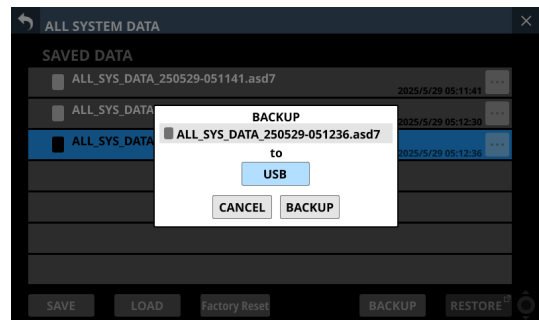 ALL SYSTEM DATA
SAVED DATA
ALL_SYS_DATA_250529-051141.asd7
2025/5/29 05:11:41
ALL_SYS_DATA
2025/5/29 05:12:30
ALL_SYS_DATA
2025/5/29 05:12:36
BACKUP
ALL_SYS_DATA_250529-051236.asd7
to
USB
CANCEL BACKUP
SAVE LOAD Factory Reset BACKUP RESTORE